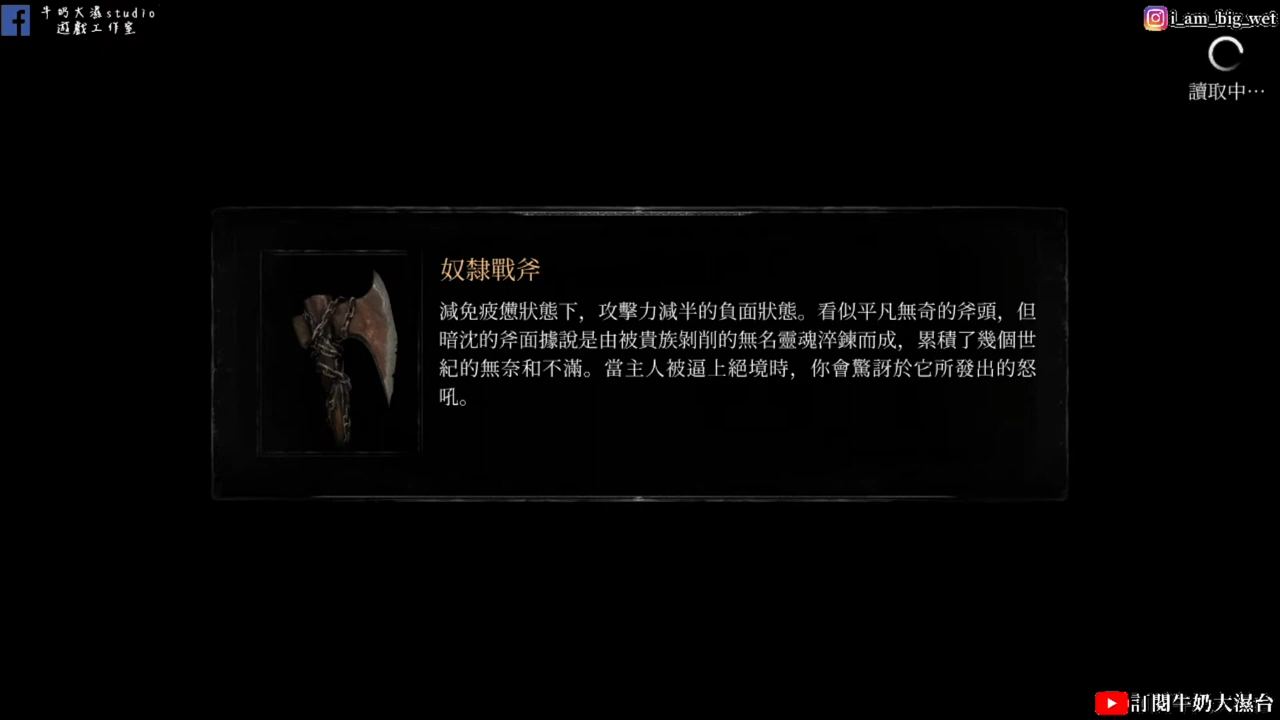 牛奶大濕studio
遊戲工作室
i_am_big_wet
讀取中…
奴隸戰斧
減免疲憊狀態下，攻擊力減半的負面狀態。看似平凡無奇的斧頭，但
暗沈的斧面據說是由被貴族剝削的無名靈魂淬鍊而成，累積了幾個世
紀的無奈和不滿。當主人被逼上絕境時，你會驚訝於它所發出的怒
吼。
訂閱牛奶大濕台